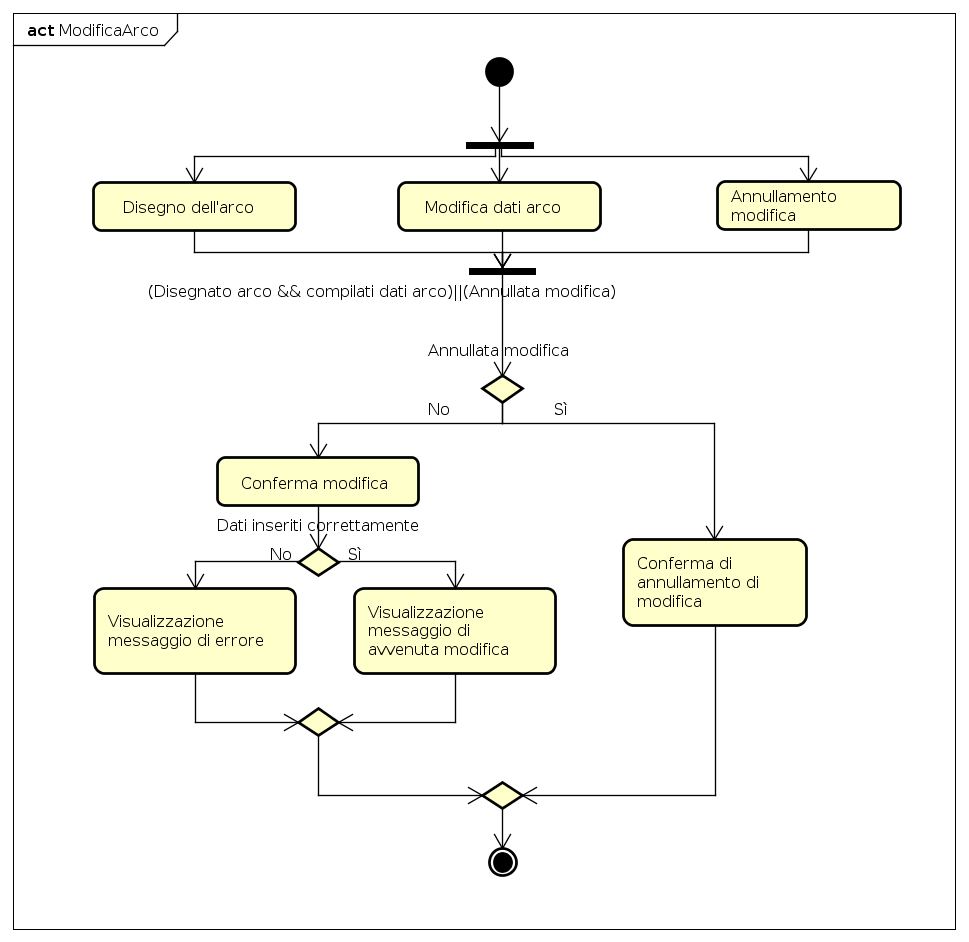 act ModificaArco
Disegno dell'arco
Modifica dati arco
Annullamento
modifica
(Disegnato arco && compilati dati arco)||(Annullata modifica)
Annullata modifica
No
Sì
Conferma modifica
Dati inseriti correttamente
No
Sì
Conferma di
annullamento di
modifica
Visualizzazione
messaggio di errore
Visualizzazione
messaggio di
avvenuta modifica